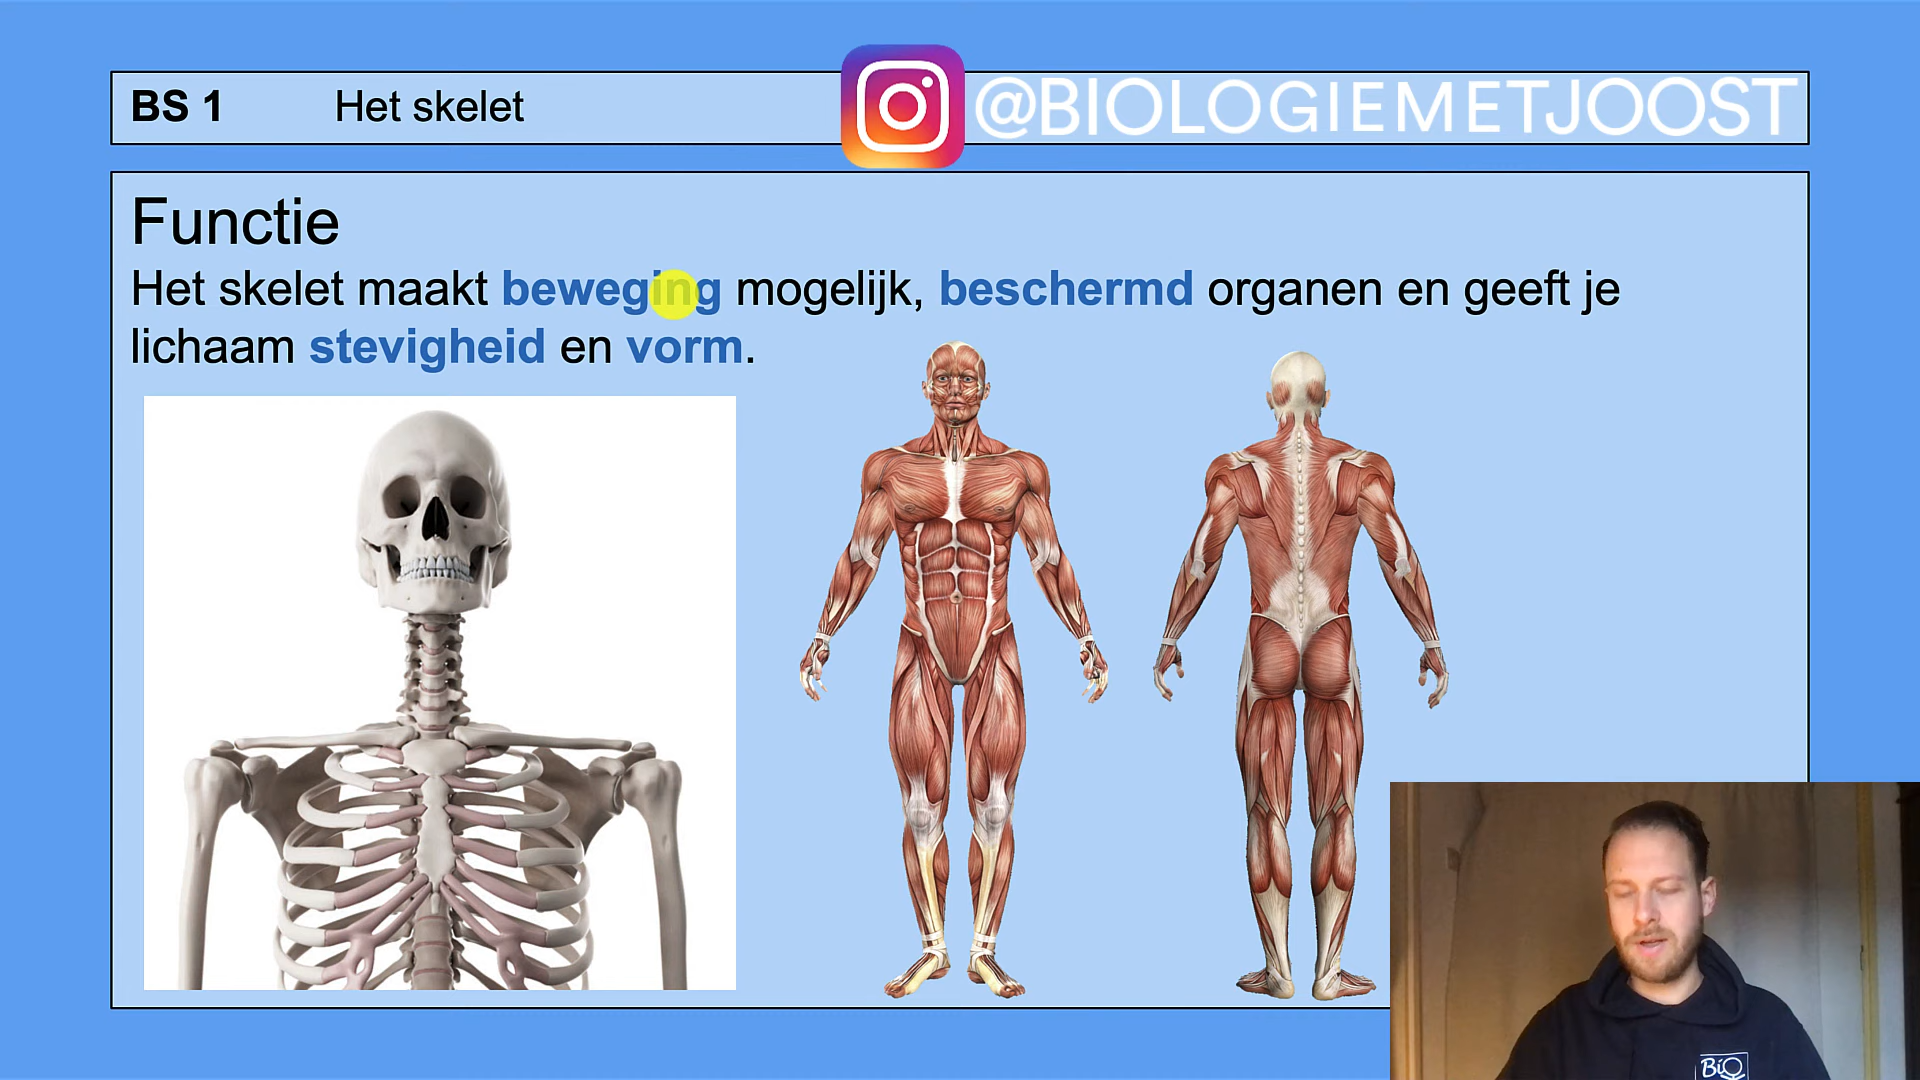 BS 1 Het skelet
@BIOLOGIEMETJOOST
Functie
Het skelet maakt beweging mogelijk, beschermd organen en geeft je
lichaam stevigheid en vorm.
BiO